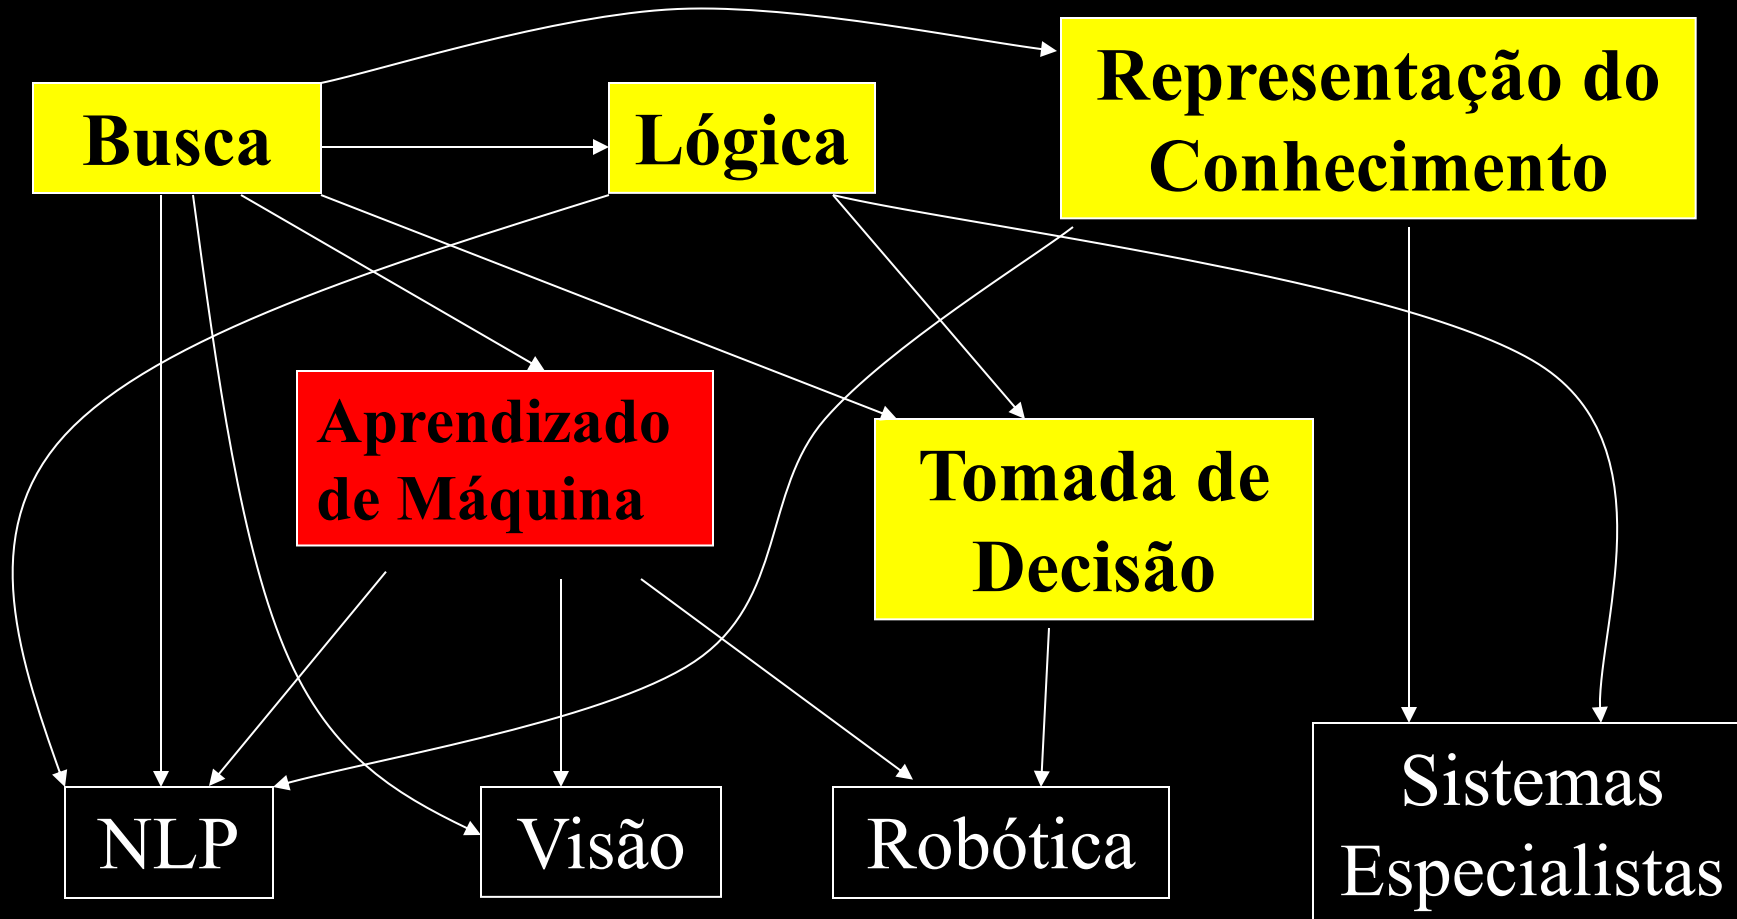 Busca
Lógica
Representação do
Conhecimento
Aprendizado
de Máquina
Tomada de
Decisão
NLP
Visão
Robótica
Sistemas
Especialistas